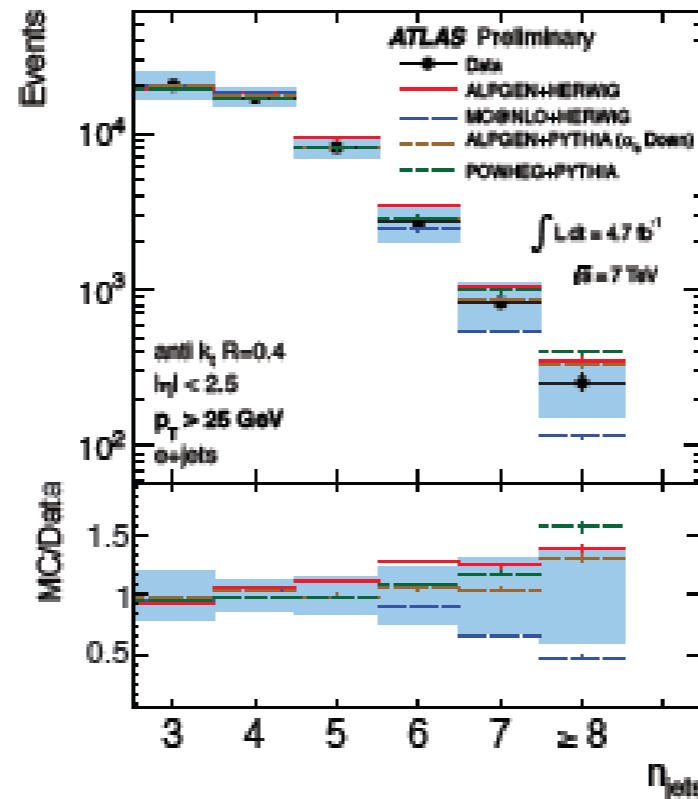 Events
ATLAS Preliminary
Data
ALPGEN+HERWIG
MC@NLO+HERWIG
ALPGEN+PYTHIA (αs Down)
POWHEG+PYTHIA
∫ L dt = 4.7 fb⁻¹
√s = 7 TeV
10⁴
10³
10²
anti kt R=0.4
|η| < 2.5
pT > 25 GeV
e+jets
MC/Data
1.5
1
0.5
3 4 5 6 7 ≥ 8
njets